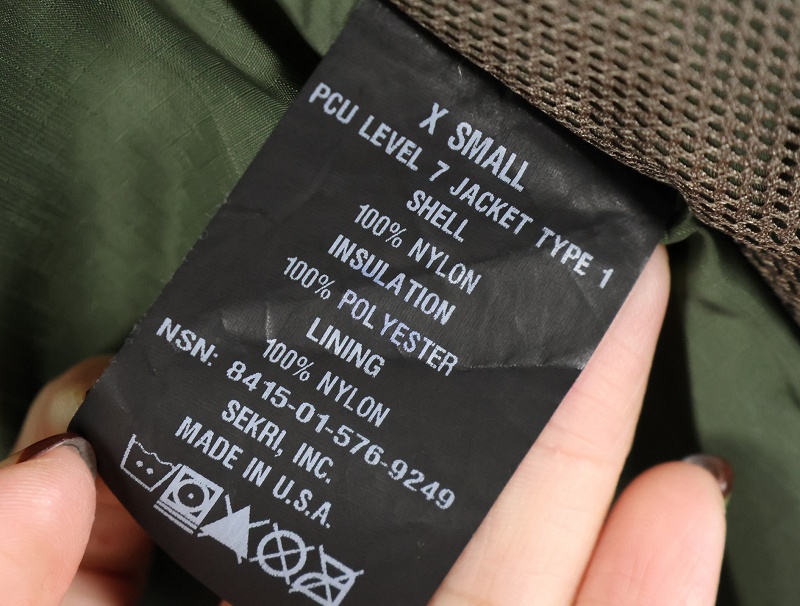 X SMALL
PCU LEVEL 7 JACKET TYPE 1
SHELL
100% NYLON
INSULATION
100% POLYESTER
LINING
100% NYLON
NSN: 8415-01-576-9249
SEKRI, INC.
MADE IN U.S.A.